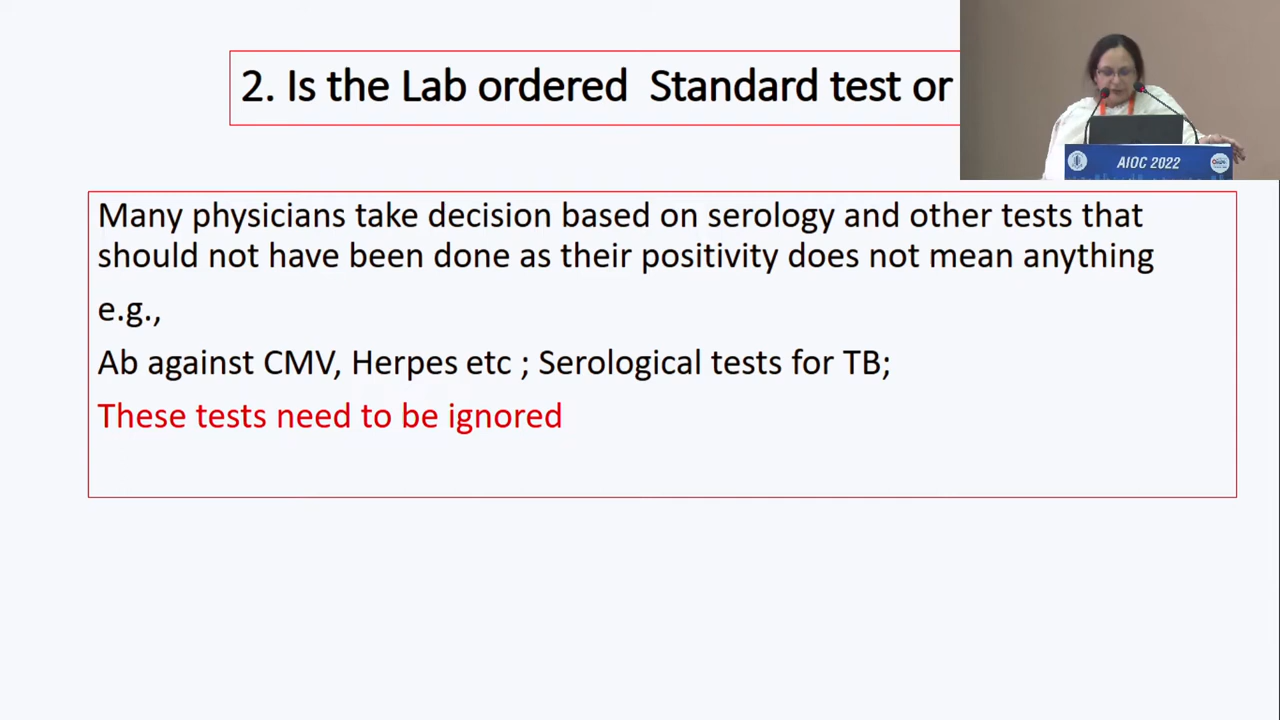 2. Is the Lab ordered Standard test or
AIOC 2022
Many physicians take decision based on serology and other tests that
should not have been done as their positivity does not mean anything
e.g.,
Ab against CMV, Herpes etc ; Serological tests for TB;
These tests need to be ignored